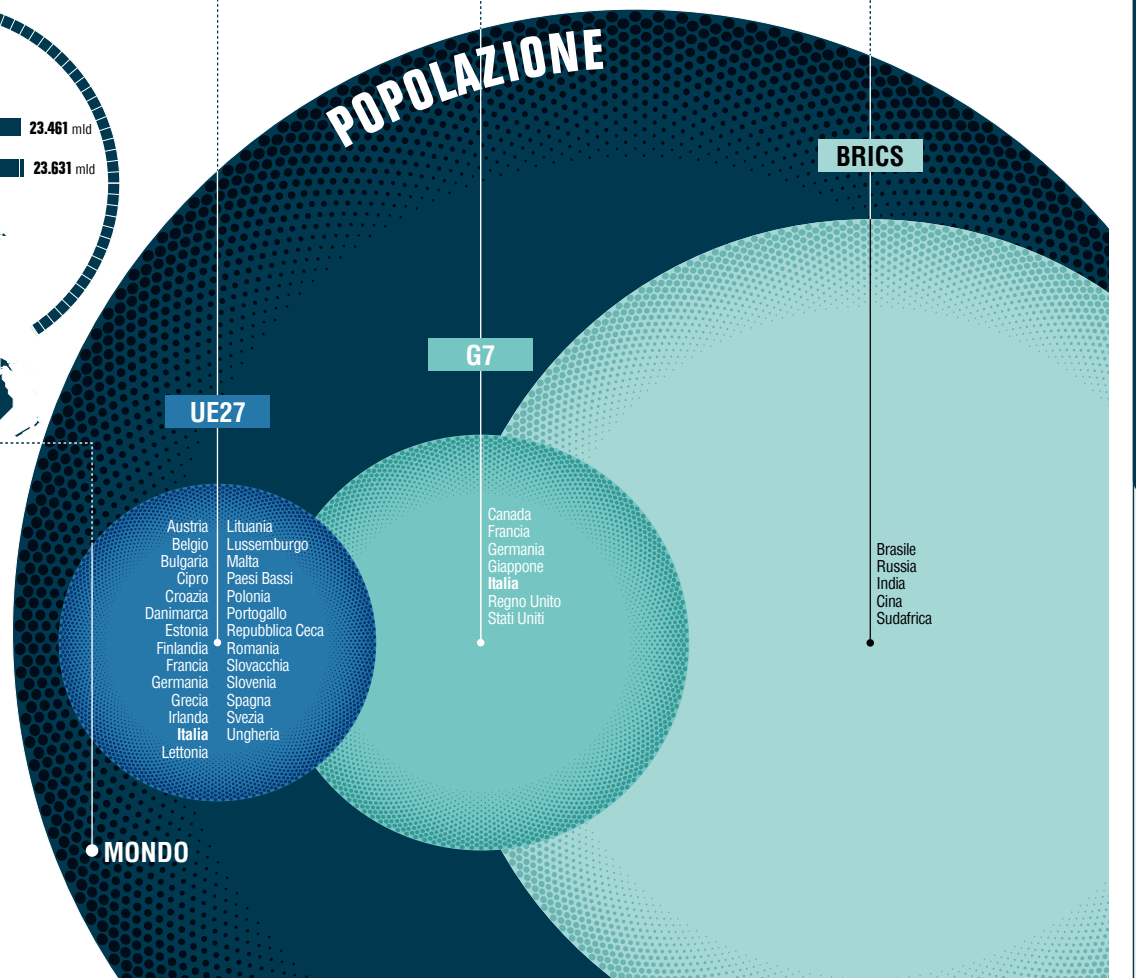 POPOLAZIONE
23.461 mld
23.631 mld
BRICS
G7
UE27
Austria
Belgio
Bulgaria
Cipro
Croazia
Danimarca
Estonia
Finlandia
Francia
Germania
Grecia
Irlanda
Italia
Lettonia
Lituania
Lussemburgo
Malta
Paesi Bassi
Polonia
Portogallo
Repubblica Ceca
Romania
Slovacchia
Slovenia
Spagna
Svezia
Ungheria
Canada
Francia
Germania
Giappone
Italia
Regno Unito
Stati Uniti
Brasile
Russia
India
Cina
Sudafrica
MONDO